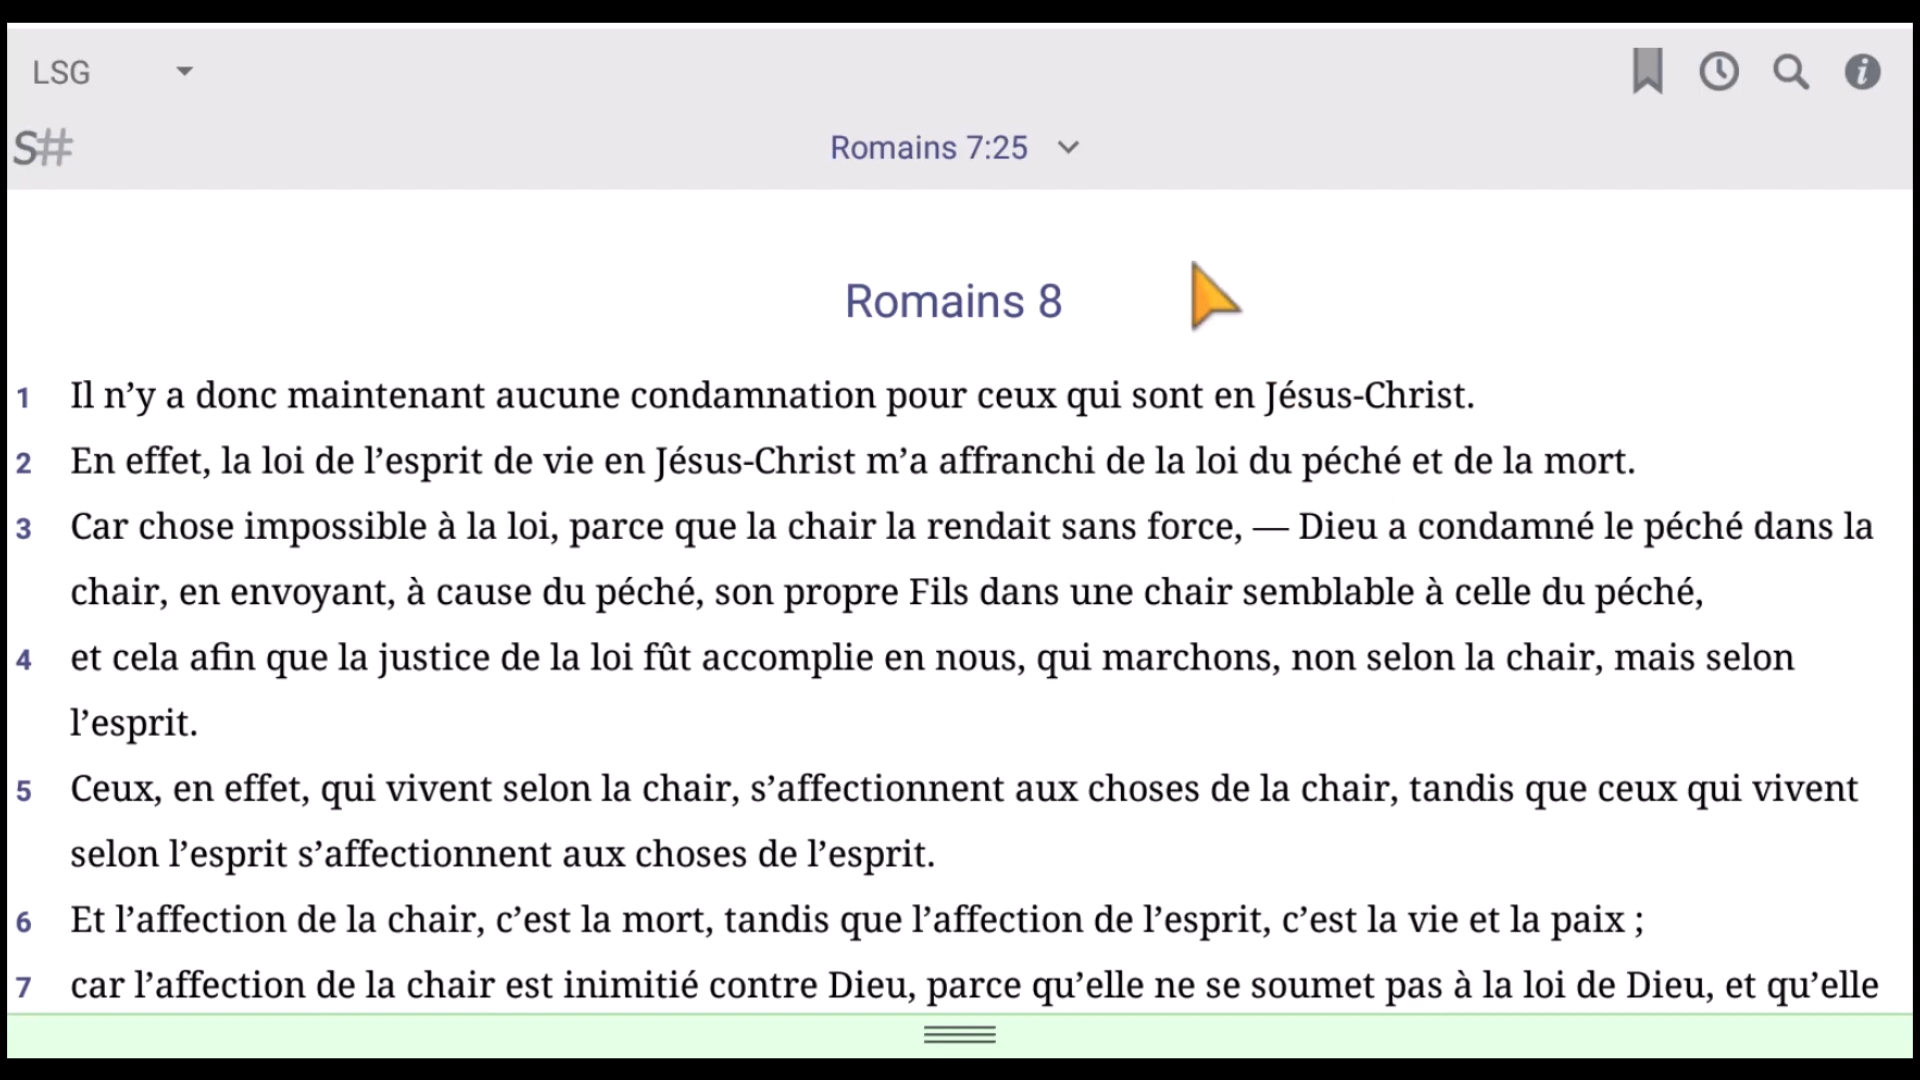 LSG
S#
Romains 7:25
Romains 8
1 Il n’y a donc maintenant aucune condamnation pour ceux qui sont en Jésus-Christ.
2 En effet, la loi de l’esprit de vie en Jésus-Christ m’a affranchi de la loi du péché et de la mort.
3 Car chose impossible à la loi, parce que la chair la rendait sans force, — Dieu a condamné le péché dans la
chair, en envoyant, à cause du péché, son propre Fils dans une chair semblable à celle du péché,
4 et cela afin que la justice de la loi fût accomplie en nous, qui marchons, non selon la chair, mais selon
l’esprit.
5 Ceux, en effet, qui vivent selon la chair, s’affectionnent aux choses de la chair, tandis que ceux qui vivent
selon l’esprit s’affectionnent aux choses de l’esprit.
6 Et l’affection de la chair, c’est la mort, tandis que l’affection de l’esprit, c’est la vie et la paix ;
7 car l’affection de la chair est inimitié contre Dieu, parce qu’elle ne se soumet pas à la loi de Dieu, et qu’elle